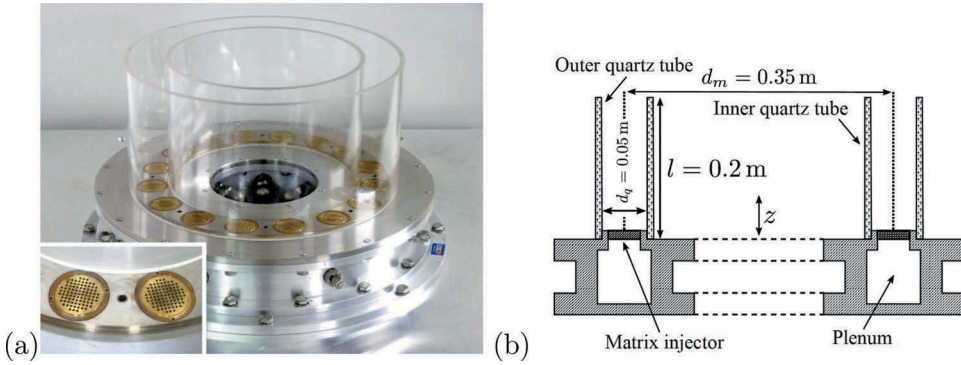 (a)
(b)
Outer quartz tube
d_m = 0.35 m
Inner quartz tube
d_q = 0.05 m
l = 0.2 m
z
Matrix injector
Plenum